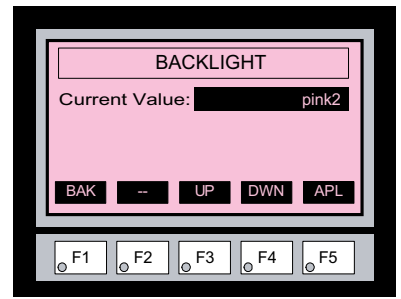 BACKLIGHT
Current Value: pink2
BAK -- UP DWN APL
F1 F2 F3 F4 F5